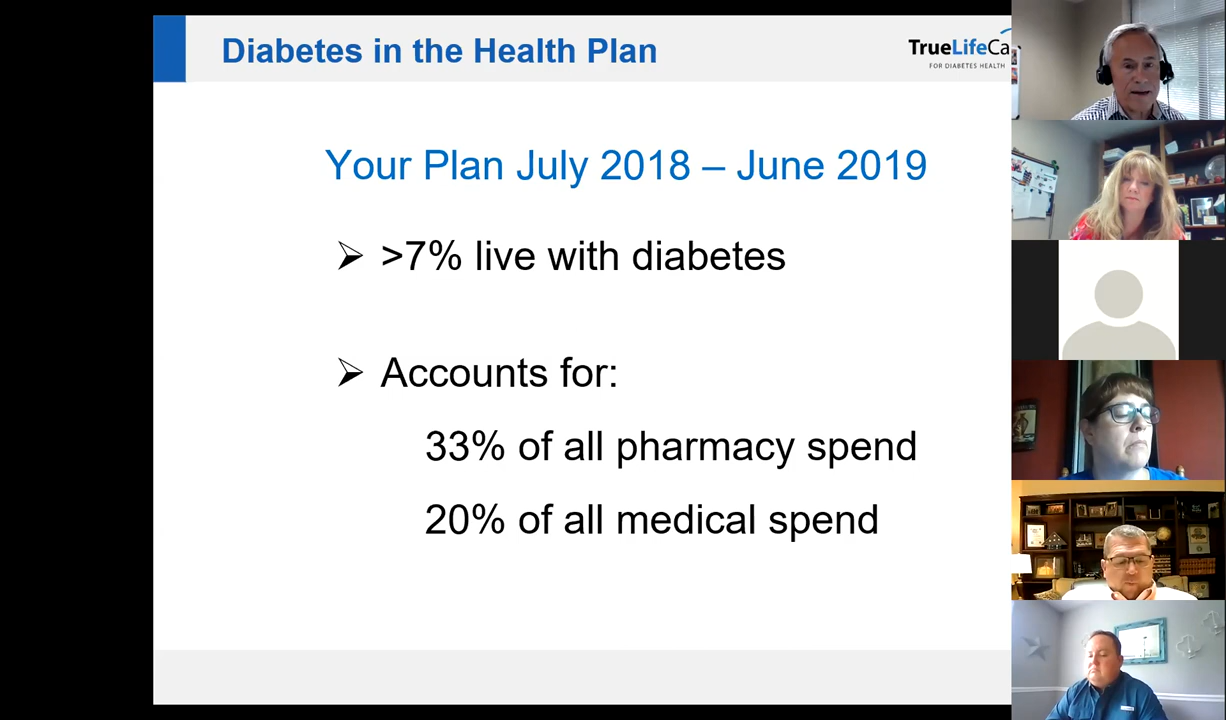 Diabetes in the Health Plan
TrueLifeCa
FOR DIABETES HEALTH
Your Plan July 2018 – June 2019
➢ >7% live with diabetes
➢ Accounts for:
33% of all pharmacy spend
20% of all medical spend